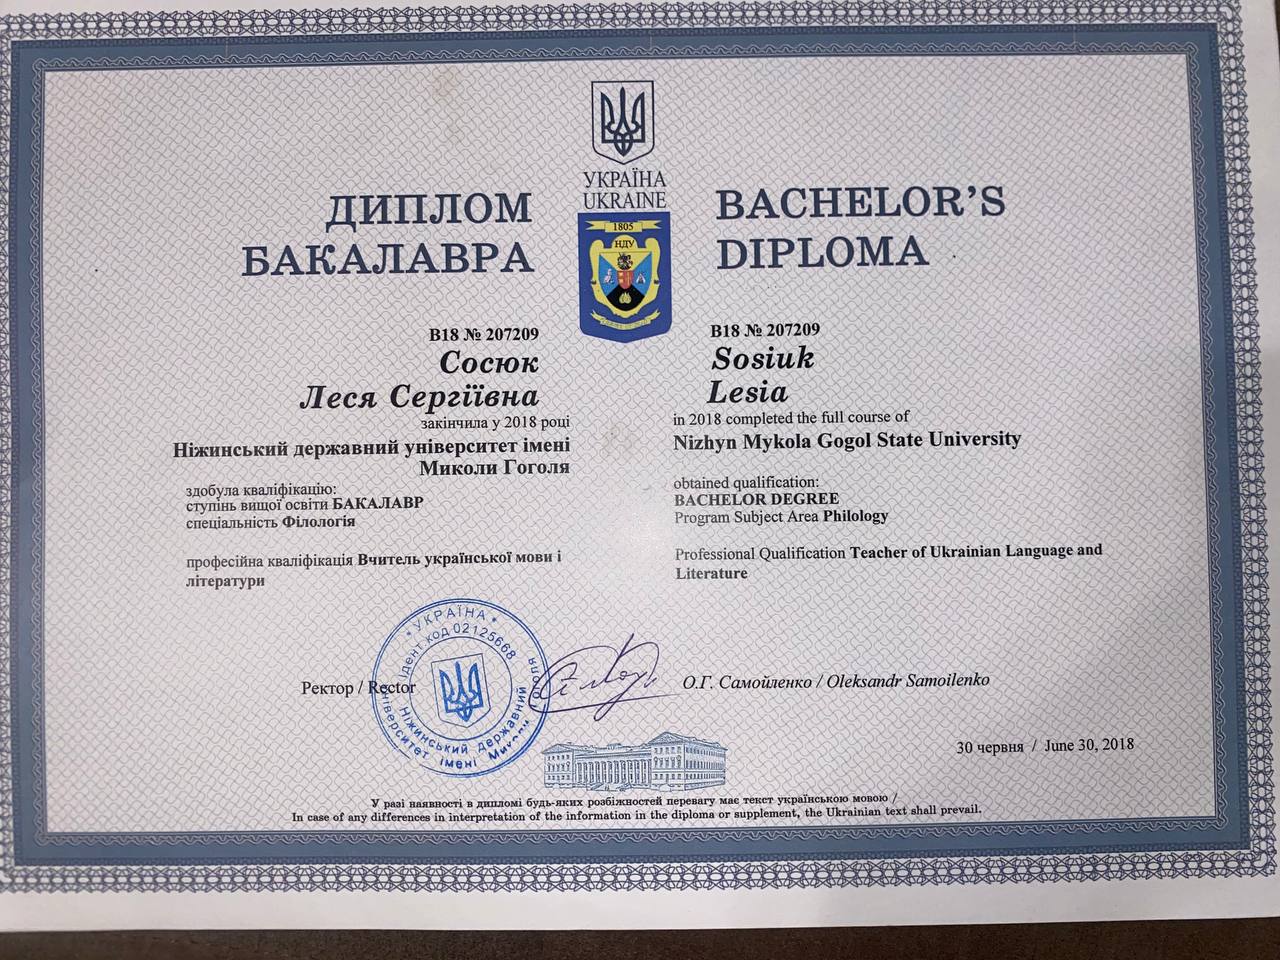 УКРАЇНА
UKRAINE
1805
НДУ
ДИПЛОМ
БАКАЛАВРА
В18 № 207209
Сосюк
Леся Сергіївна
закінчила у 2018 році
Ніжинський державний університет імені
Миколи Гоголя
здобула кваліфікацію:
ступінь вищої освіти БАКАЛАВР
спеціальність Філологія
професійна кваліфікація Вчитель української мови і
літератури
BACHELOR'S
DIPLOMA
B18 № 207209
Sosiuk
Lesia
in 2018 completed the full course of
Nizhyn Mykola Gogol State University
obtained qualification:
BACHELOR DEGREE
Program Subject Area Philology
Professional Qualification Teacher of Ukrainian Language and
Literature
Ректор / Rector
О.Г. Самойленко / Oleksandr Samoilenko
* УКРАЇНА *
ідент код 02125668
Ніжинський державний
університет імені Миколи Гоголя
30 червня / June 30, 2018
У разі наявності в дипломі будь-яких розбіжностей перевагу має текст українською мовою /
In case of any differences in interpretation of the information in the diploma or supplement, the Ukrainian text shall prevail.